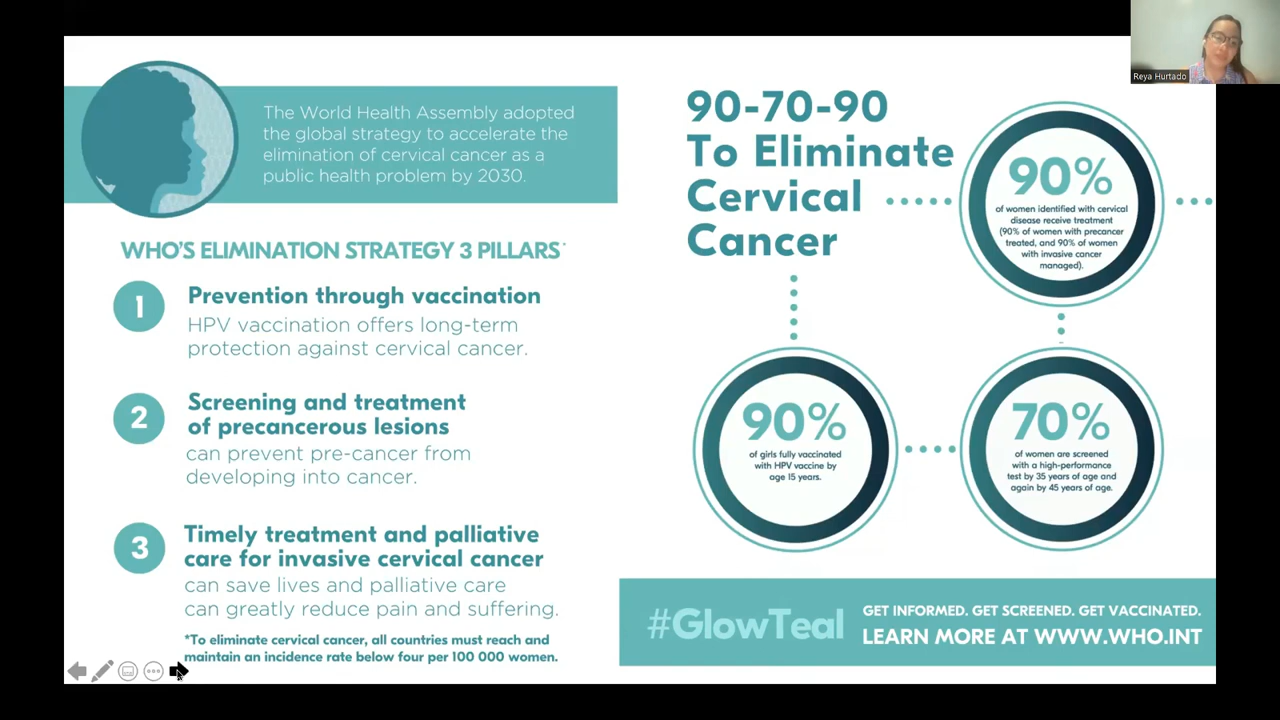 The World Health Assembly adopted
the global strategy to accelerate the
elimination of cervical cancer as a
public health problem by 2030.
WHO'S ELIMINATION STRATEGY 3 PILLARS*
1
Prevention through vaccination
HPV vaccination offers long-term
protection against cervical cancer.
2
Screening and treatment
of precancerous lesions
can prevent pre-cancer from
developing into cancer.
3
Timely treatment and palliative
care for invasive cervical cancer
can save lives and palliative care
can greatly reduce pain and suffering.
*To eliminate cervical cancer, all countries must reach and
maintain an incidence rate below four per 100 000 women.
90-70-90
To Eliminate
Cervical
Cancer
90%
of women identified with cervical
disease receive treatment
(90% of women with precancer
treated, and 90% of women
with invasive cancer
managed).
90%
of girls fully vaccinated
with HPV vaccine by
age 15 years.
70%
of women are screened
with a high-performance
test by 35 years of age and
again by 45 years of age.
#GlowTeal
GET INFORMED. GET SCREENED. GET VACCINATED.
LEARN MORE AT WWW.WHO.INT
Reya Hurtado